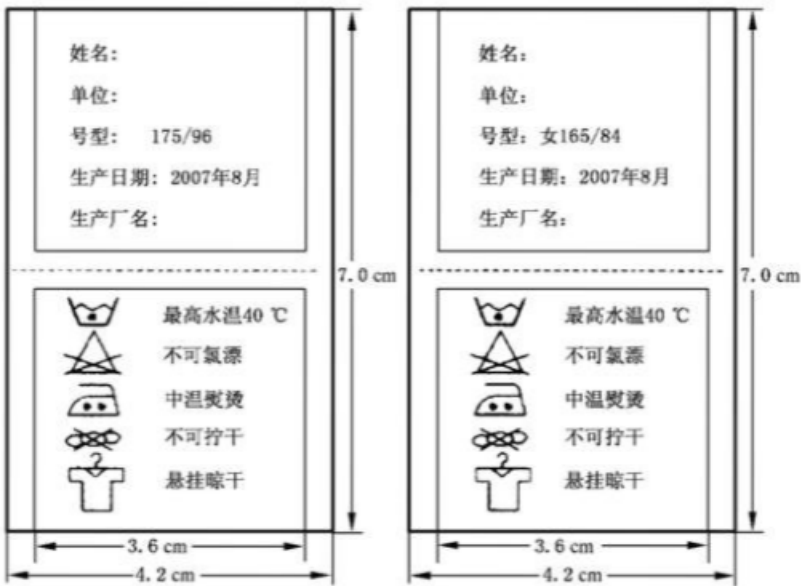 姓名:
单位:
号型: 175/96
生产日期: 2007年8月
生产厂名:
最高水温40 ℃
不可氯漂
中温熨烫
不可拧干
悬挂晾干
7.0 cm
3.6 cm
4.2 cm
姓名:
单位:
号型: 女165/84
生产日期: 2007年8月
生产厂名:
最高水温40 ℃
不可氯漂
中温熨烫
不可拧干
悬挂晾干
7.0 cm
3.6 cm
4.2 cm